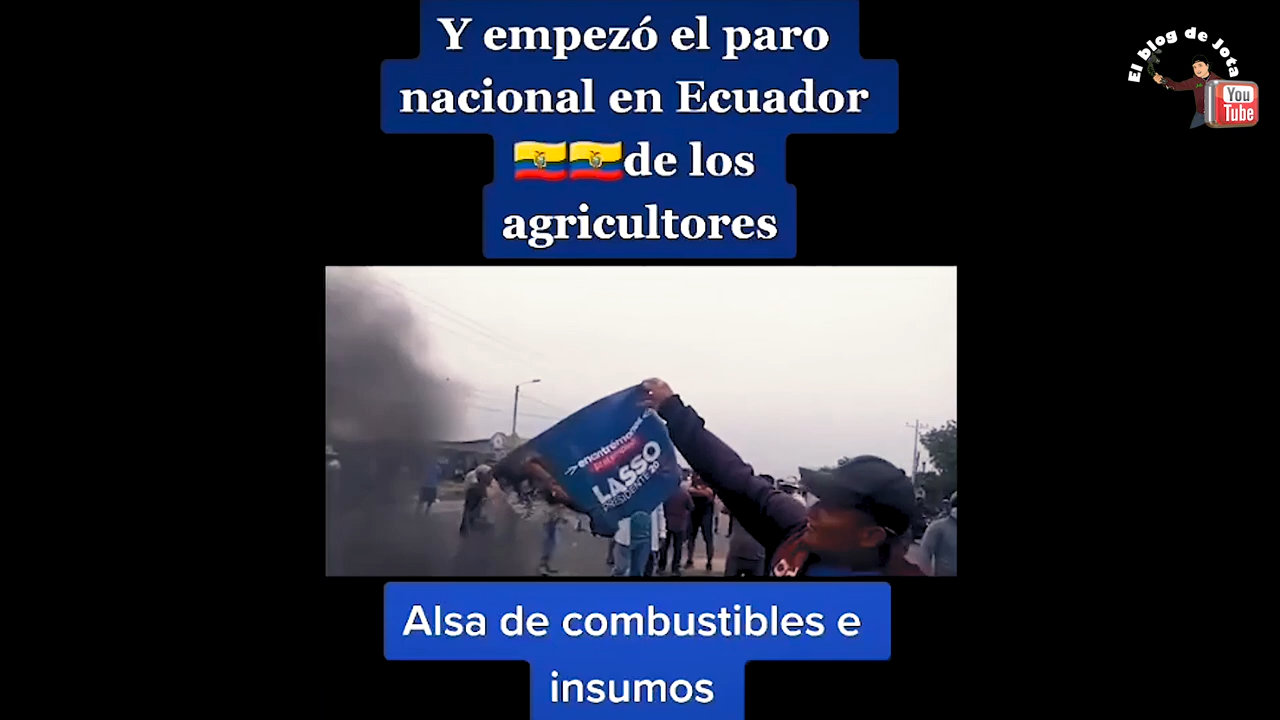 Y empezó el paro
nacional en Ecuador
🇪🇨🇪🇨de los
agricultores
El blog de Jota
You
Tube
encontrémonos
LASSO
PRESIDENTE
Alsa de combustibles e
insumos